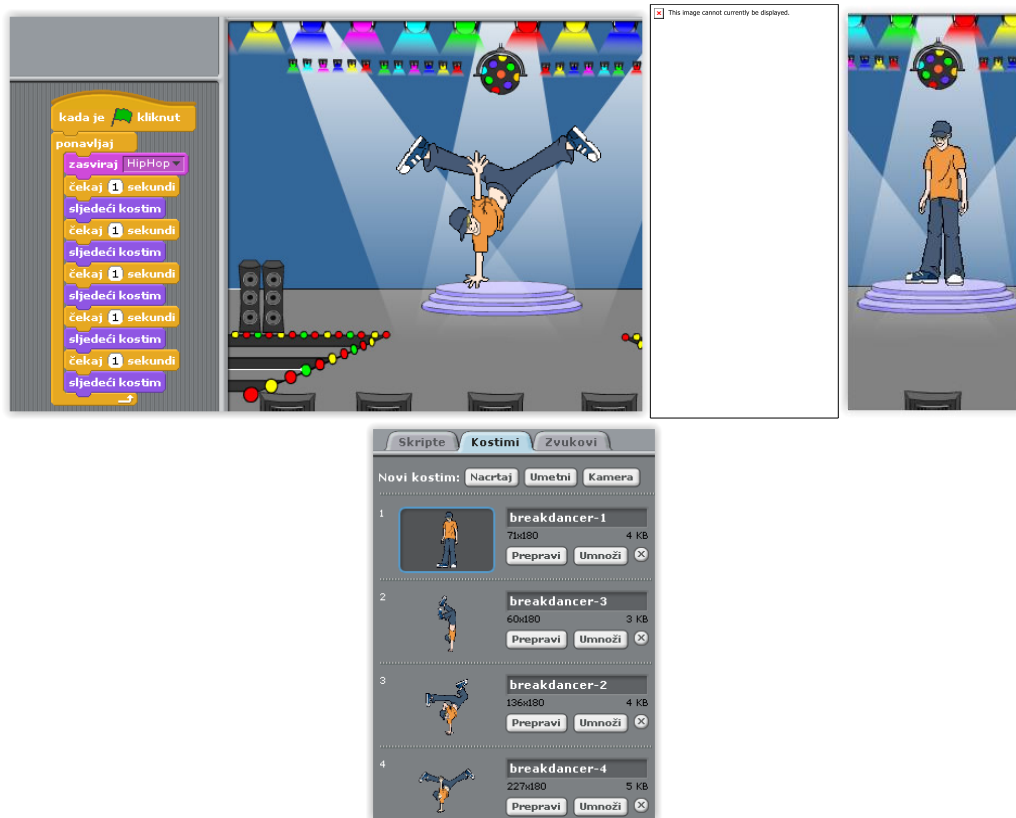 kada je kliknut
ponavljaj
zasviraj HipHop
čekaj 1 sekundi
sljedeći kostim
čekaj 1 sekundi
sljedeći kostim
čekaj 1 sekundi
sljedeći kostim
čekaj 1 sekundi
sljedeći kostim
čekaj 1 sekundi
sljedeći kostim
This image cannot currently be displayed.
Skripte Kostimi Zvukovi
Novi kostim: Nacrtaj Umetni Kamera
1
breakdancer-1
71x180 4 KB
Prepravi Umnoži
2
breakdancer-3
60x180 3 KB
Prepravi Umnoži
3
breakdancer-2
136x180 4 KB
Prepravi Umnoži
4
breakdancer-4
227x180 5 KB
Prepravi Umnoži